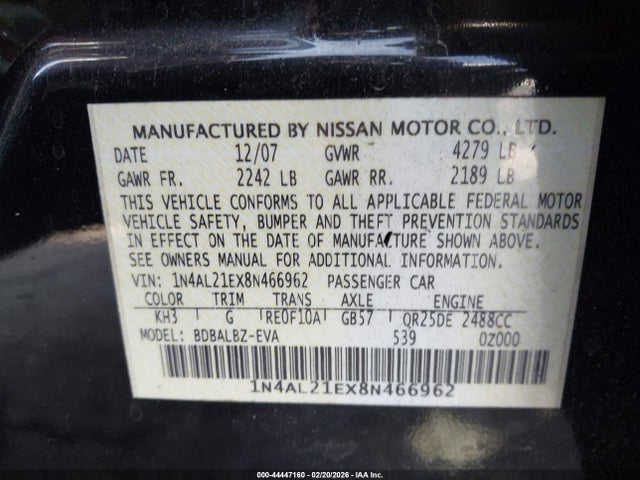 MANUFACTURED BY NISSAN MOTOR CO., LTD.
DATE 12/07 GVWR 4279 LB
GAWR FR. 2242 LB GAWR RR. 2189 LB
THIS VEHICLE CONFORMS TO ALL APPLICABLE FEDERAL MOTOR
VEHICLE SAFETY, BUMPER AND THEFT PREVENTION STANDARDS
IN EFFECT ON THE DATE OF MANUFACTURE SHOWN ABOVE.
SEE OWNERS MANUAL FOR ADDITIONAL INFORMATION.
VIN: 1N4AL21EX8N466962 PASSENGER CAR
COLOR TRIM TRANS AXLE ENGINE
KH3 G RE0F10A GB57 QR25DE 2488CC
MODEL: BDBALBZ-EVA 539 0Z000
1N4AL21EX8N466962
000-44447160 - 02/20/2026 - IAA Inc.